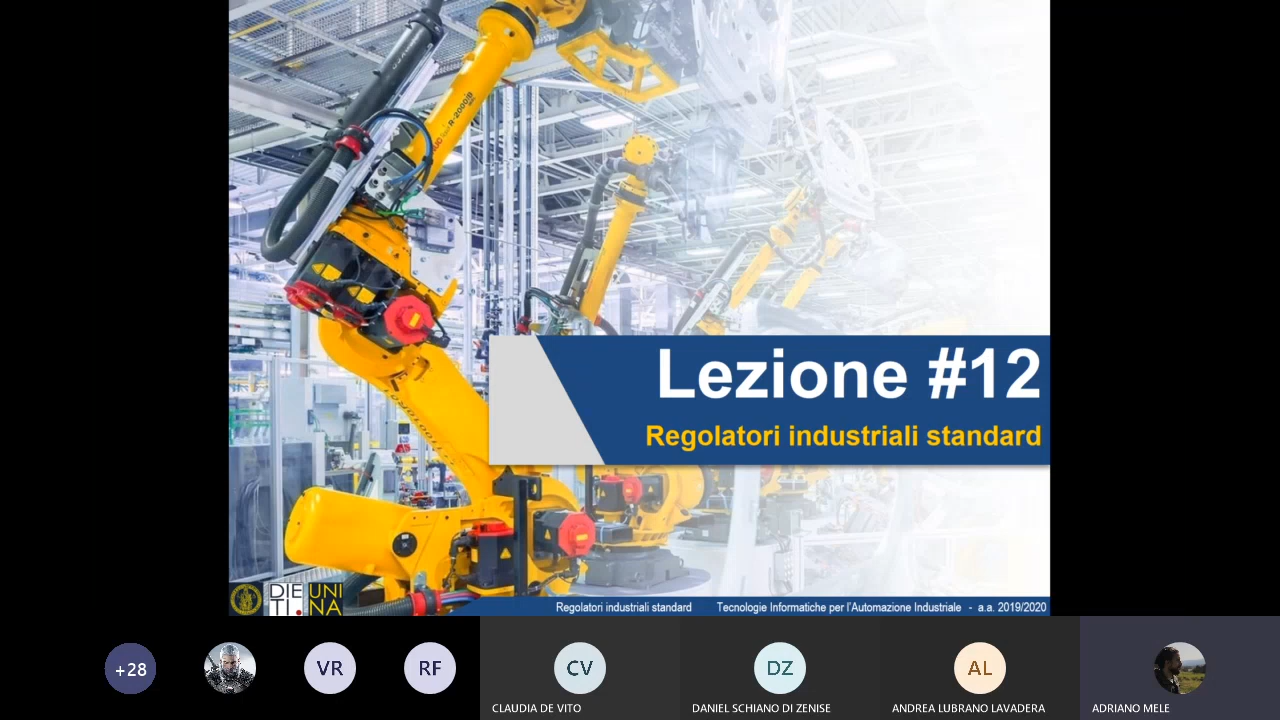 R-2000iB
Lezione #12
Regolatori industriali standard
DIE
TI.
UNI
NA
Regolatori industriali standard
Tecnologie Informatiche per l'Automazione Industriale - a.a. 2019/2020
+28
VR
RF
CV
DZ
AL
CLAUDIA DE VITO
DANIEL SCHIANO DI ZENISE
ANDREA LUBRANO LAVADERA
ADRIANO MELE